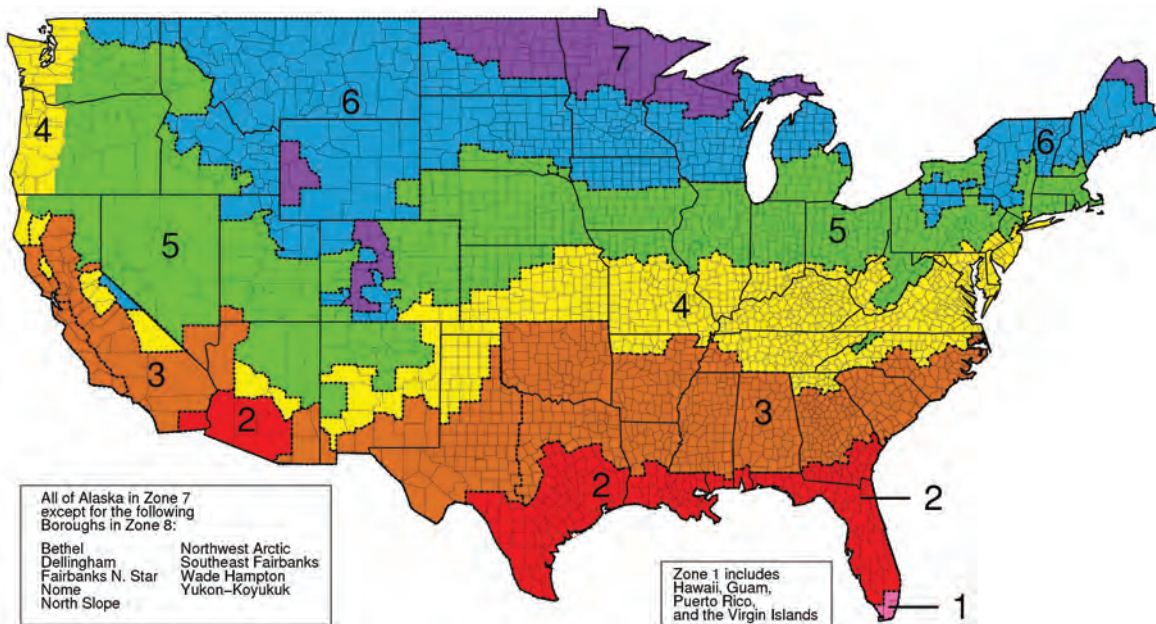 7
6
4
6
5
5
4
3
3
2
2
2
1
All of Alaska in Zone 7
except for the following
Boroughs in Zone 8:
Bethel
Dellingham
Fairbanks N. Star
Nome
North Slope
Northwest Arctic
Southeast Fairbanks
Wade Hampton
Yukon-Koyukuk
Zone 1 includes
Hawaii, Guam,
Puerto Rico,
and the Virgin Islands